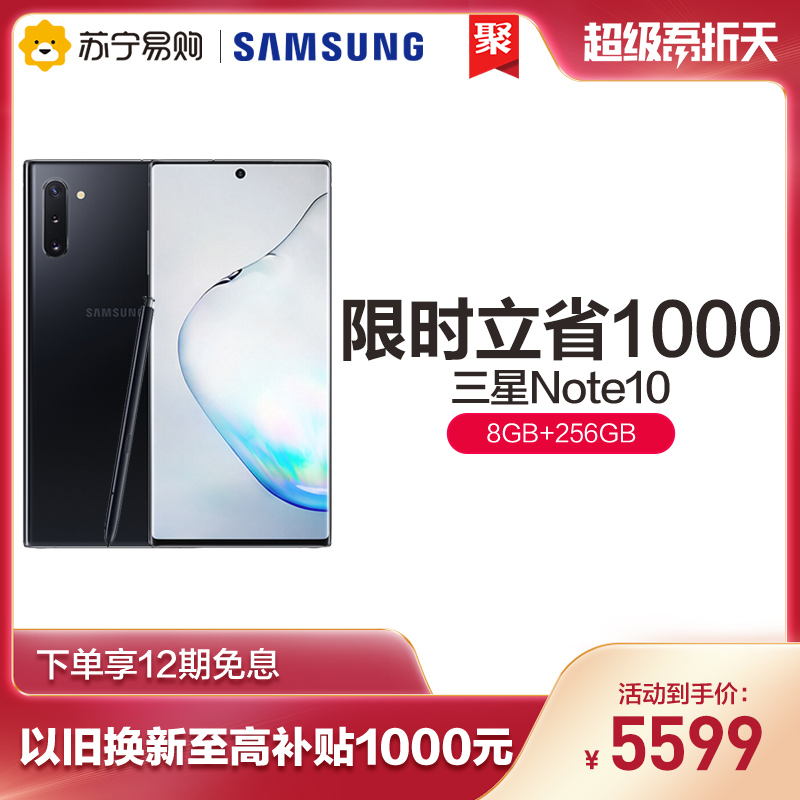 苏宁易购 SAMSUNG
聚
超级吾折天
SAMSUNG
限时立省1000
三星Note10
8GB+256GB
下单享12期免息
以旧换新至高补贴1000元
活动到手价:
¥5599